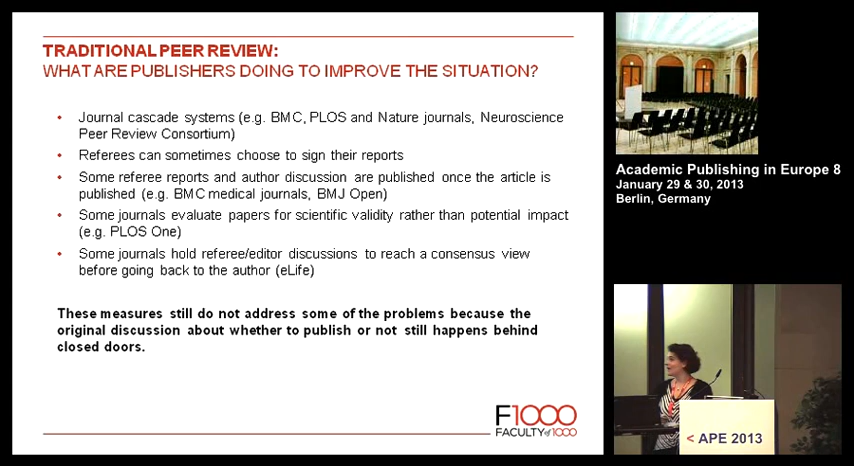 TRADITIONAL PEER REVIEW:
WHAT ARE PUBLISHERS DOING TO IMPROVE THE SITUATION?
• Journal cascade systems (e.g. BMC, PLOS and Nature journals, Neuroscience
Peer Review Consortium)
• Referees can sometimes choose to sign their reports
• Some referee reports and author discussion are published once the article is
published (e.g. BMC medical journals, BMJ Open)
• Some journals evaluate papers for scientific validity rather than potential impact
(e.g. PLOS One)
• Some journals hold referee/editor discussions to reach a consensus view
before going back to the author (eLife)
These measures still do not address some of the problems because the
original discussion about whether to publish or not still happens behind
closed doors.
F1000
FACULTY of 1000
Academic Publishing in Europe 8
January 29 & 30, 2013
Berlin, Germany
< APE 2013